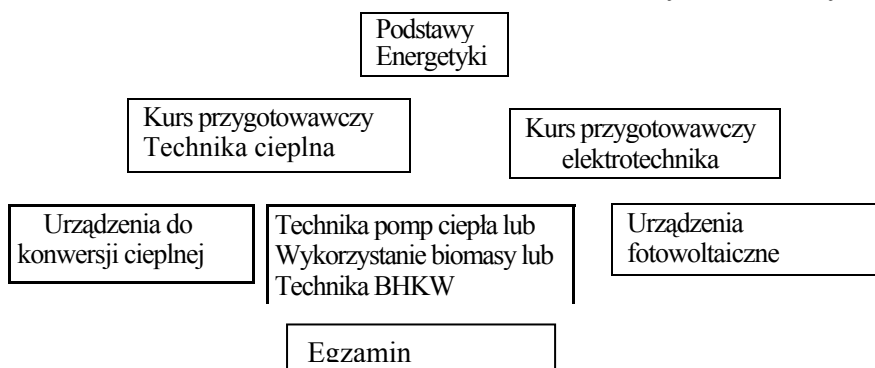 Podstawy
Energetyki
Kurs przygotowawczy
Technika cieplna
Kurs przygotowawczy
elektrotechnika
Urządzenia do
konwersji cieplnej
Technika pomp ciepła lub
Wykorzystanie biomasy lub
Technika BHKW
Urządzenia
fotowoltaiczne
Egzamin